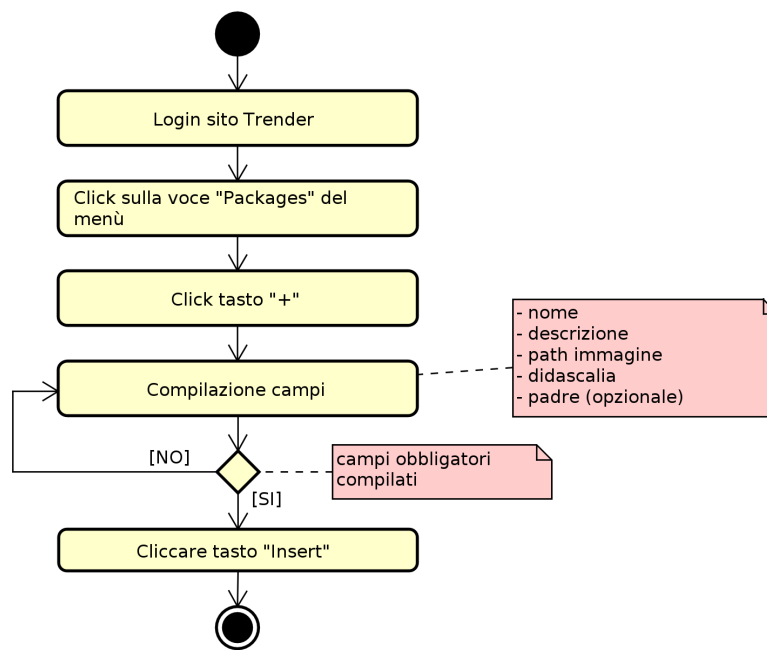 Login sito Trender
Click sulla voce "Packages" del
menù
Click tasto "+"
- nome
- descrizione
- path immagine
- didascalia
- padre (opzionale)
Compilazione campi
[NO]
campi obbligatori
compilati
[SI]
Cliccare tasto "Insert"